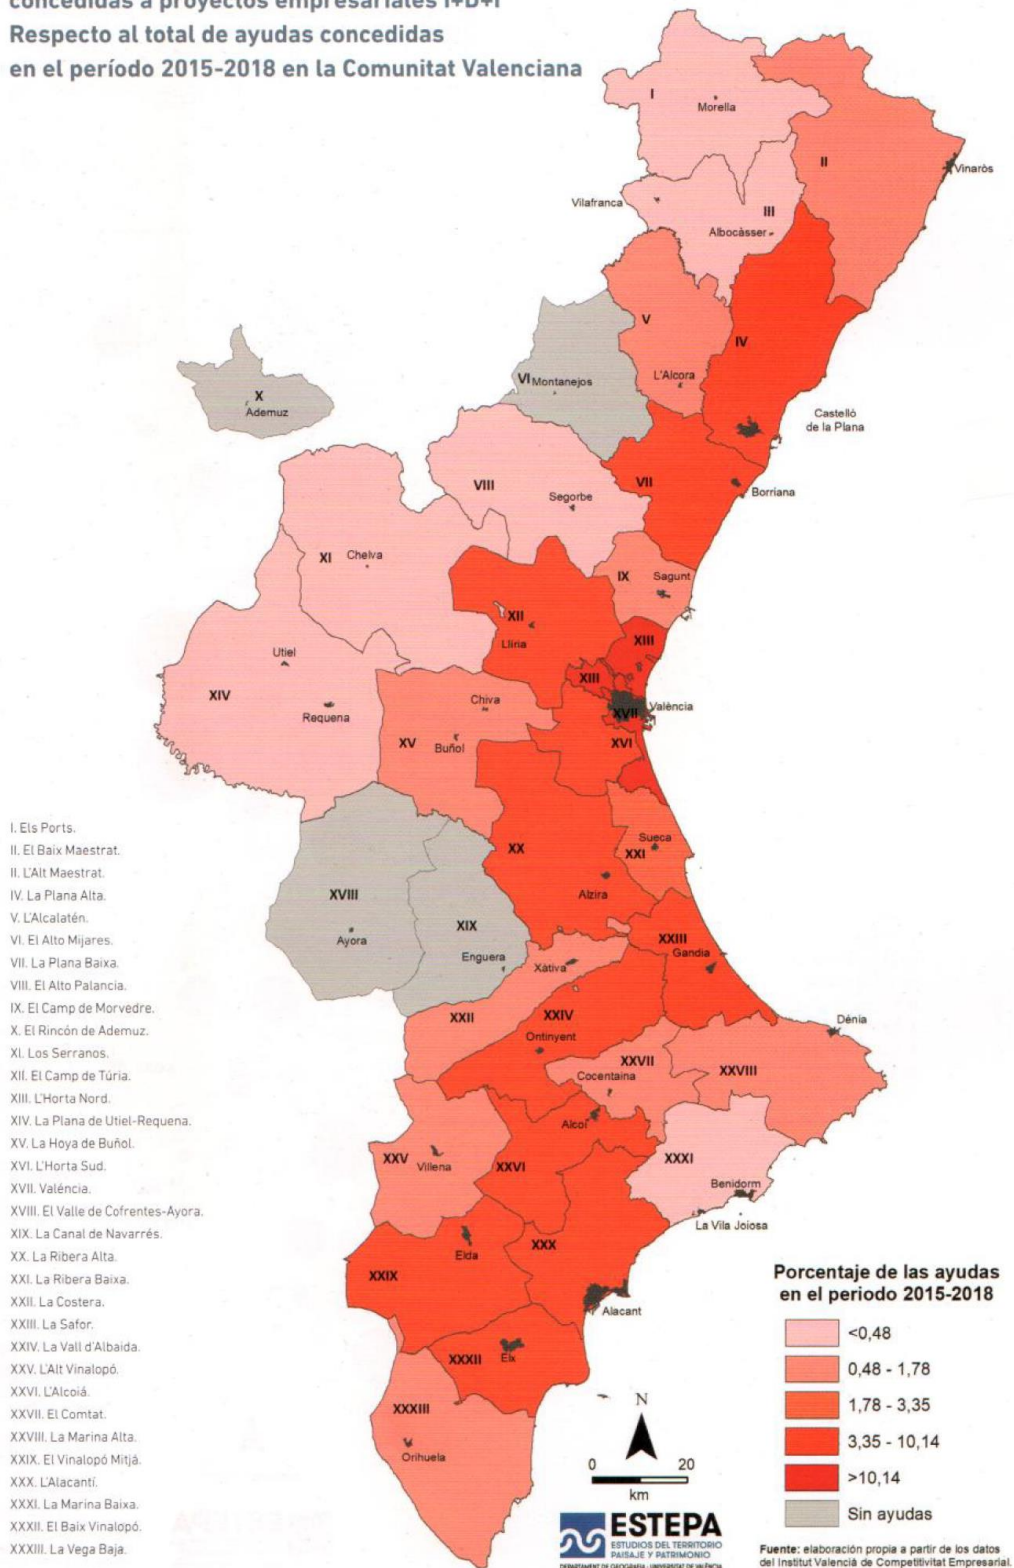 concedidas a proyectos empresariales I+D+i
Respecto al total de ayudas concedidas
en el período 2015-2018 en la Comunitat Valenciana
I
Morella
II
Vinaròs
Vilafranca
III
Albocàsser
V
IV
L'Alcora
VI Montanejos
X
Ademuz
Castelló
de la Plana
VII
Borriana
VIII
Segorbe
XI
Chelva
IX
Sagunt
XII
Llíria
XIII
XIII
Utiel
XIV
Requena
Chiva
XV
Buñol
València
XVII
XVI
XX
Sueca
XXI
Alzira
XVIII
Ayora
XIX
Enguera
XXIII
Gandia
Xàtiva
XXII
XXIV
Ontinyent
Dénia
XXVII
Cocentaina
XXVIII
Alcoi
XXV
Villena
XXVI
XXXI
Benidorm
La Vila Joiosa
Elda
XXX
XXIX
Alacant
XXXII
Elx
XXXIII
Orihuela
I. Els Ports.
II. El Baix Maestrat.
II. L'Alt Maestrat.
IV. La Plana Alta.
V. L'Alcalatén.
VI. El Alto Mijares.
VII. La Plana Baixa.
VIII. El Alto Palancia.
IX. El Camp de Morvedre.
X. El Rincón de Ademuz.
XI. Los Serranos.
XII. El Camp de Túria.
XIII. L'Horta Nord.
XIV. La Plana de Utiel-Requena.
XV. La Hoya de Buñol.
XVI. L'Horta Sud.
XVII. Valéncia.
XVIII. El Valle de Cofrentes-Ayora.
XIX. La Canal de Navarrés.
XX. La Ribera Alta.
XXI. La Ribera Baixa.
XXII. La Costera.
XXIII. La Safor.
XXIV. La Vall d'Albaida.
XXV. L'Alt Vinalopó.
XXVI. L'Alcoiá.
XXVII. El Comtat.
XXVIII. La Marina Alta.
XXIX. El Vinalopó Mitjá.
XXX. L'Alacantí.
XXXI. La Marina Baixa.
XXXII. El Baix Vinalopó.
XXXIII. La Vega Baja.
Porcentaje de las ayudas
en el periodo 2015-2018
<0,48
0,48 - 1,78
1,78 - 3,35
3,35 - 10,14
>10,14
Sin ayudas
N
0 20
km
ESTEPA
ESTUDIOS DEL TERRITORIO
PAISAJE Y PATRIMONIO
DEPARTAMENT DE GEOGRAFIA · UNIVERSITAT DE VALÈNCIA
Fuente: elaboración propia a partir de los datos
del Institut Valencià de Competitivitat Empresarial.